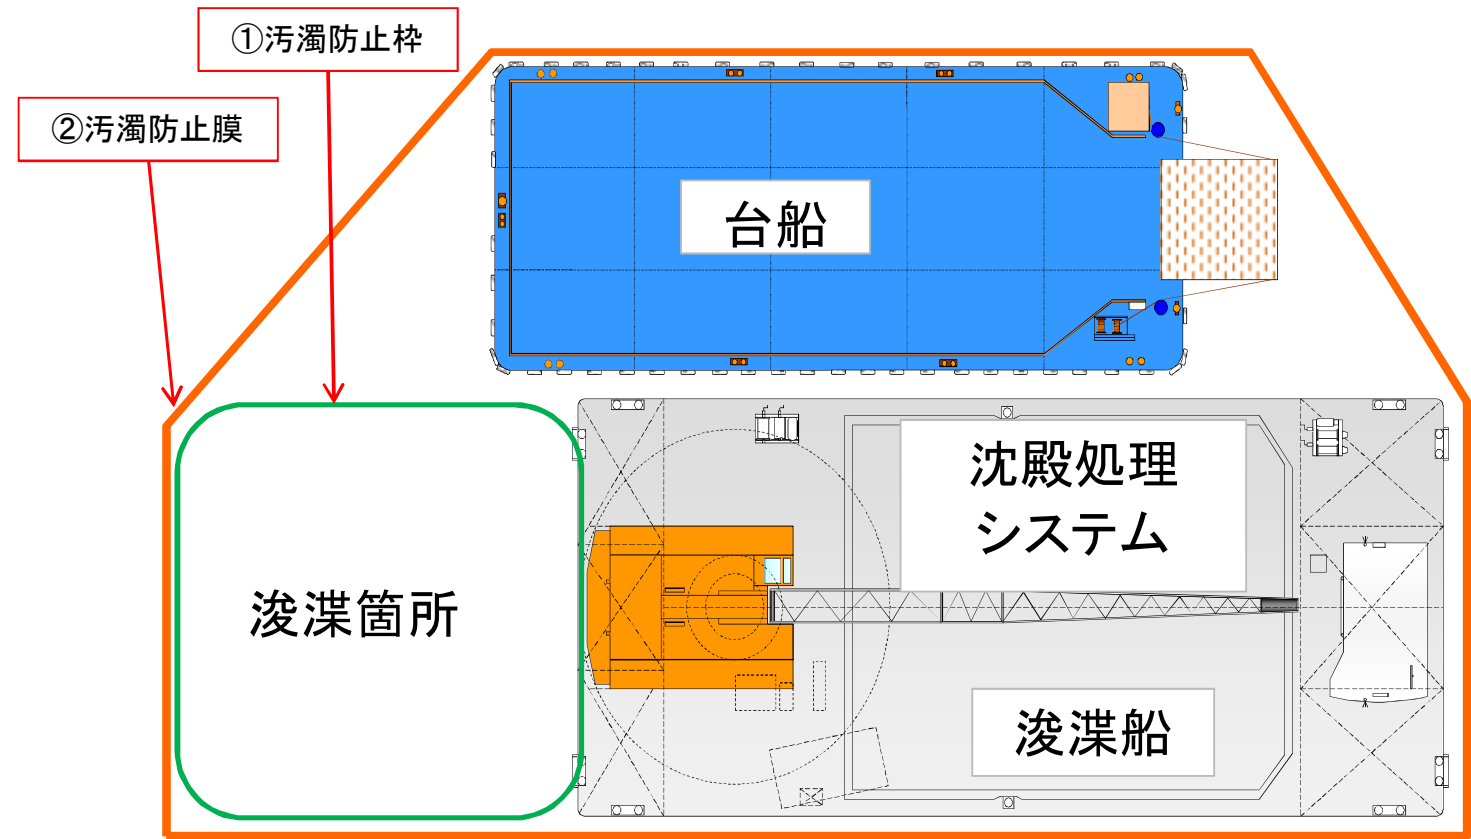 ①汚濁防止枠
②汚濁防止膜
台船
沈殿処理
システム
浚渫箇所
浚渫船